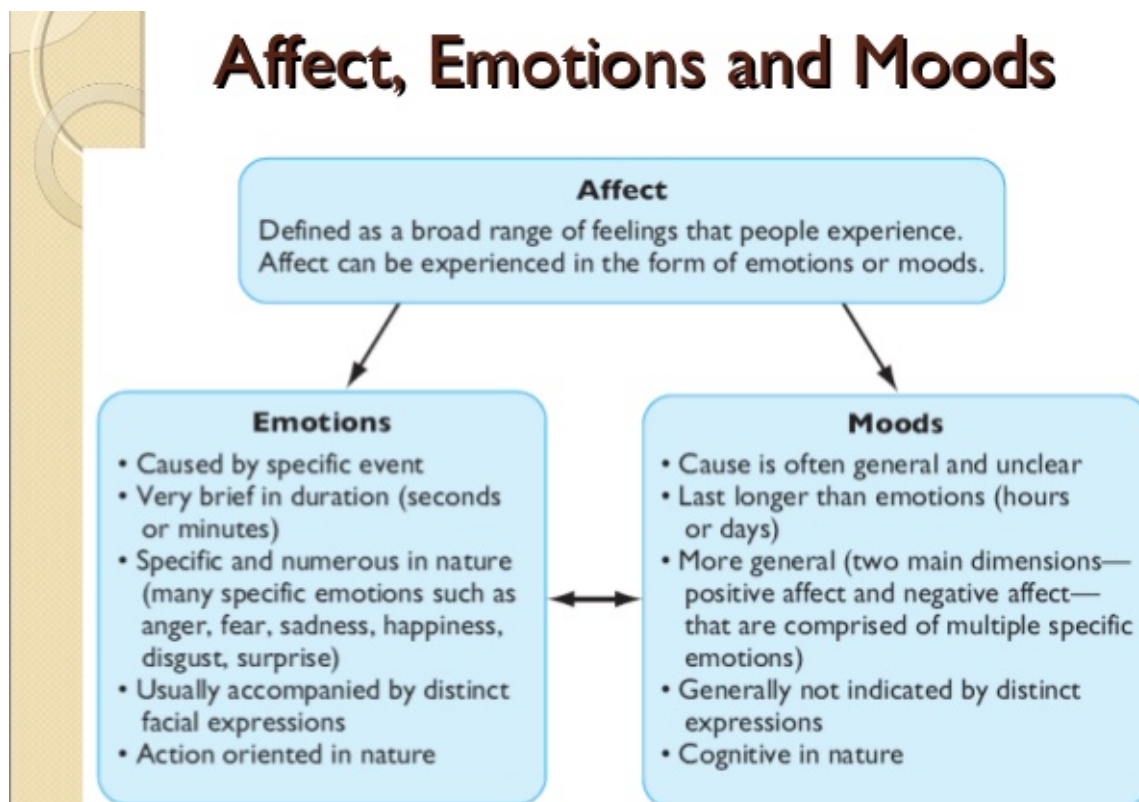 Affect, Emotions and Moods
Affect
Defined as a broad range of feelings that people experience.
Affect can be experienced in the form of emotions or moods.
Emotions
• Caused by specific event
• Very brief in duration (seconds
or minutes)
• Specific and numerous in nature
(many specific emotions such as
anger, fear, sadness, happiness,
disgust, surprise)
• Usually accompanied by distinct
facial expressions
• Action oriented in nature
Moods
• Cause is often general and unclear
• Last longer than emotions (hours
or days)
• More general (two main dimensions—
positive affect and negative affect—
that are comprised of multiple specific
emotions)
• Generally not indicated by distinct
expressions
• Cognitive in nature